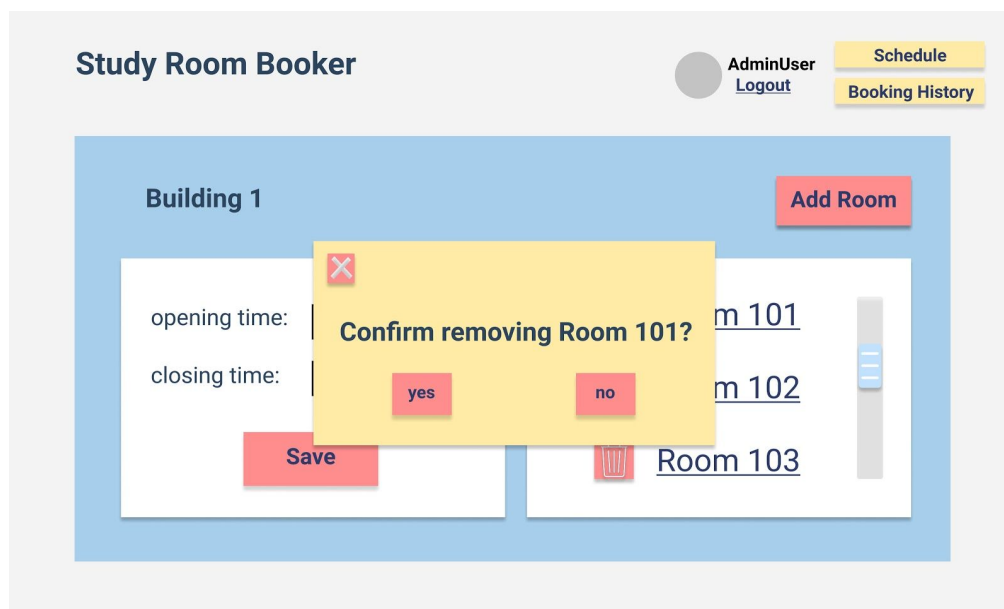 Study Room Booker
AdminUser
Logout
Schedule
Booking History
Building 1
Add Room
opening time:
closing time:
Save
Confirm removing Room 101?
yes
no
m 101
m 102
Room 103